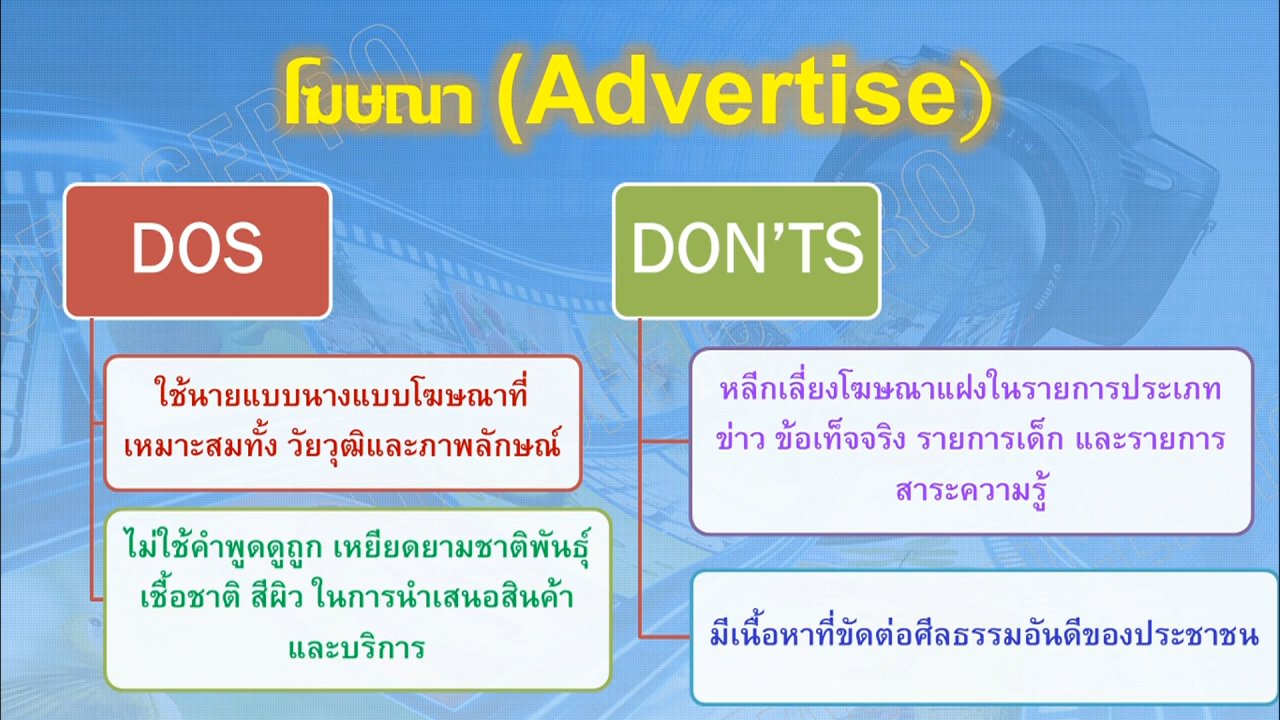 โฆษณา (Advertise)
DOS
ใช้นายแบบนางแบบโฆษณาที่
เหมาะสมทั้ง วัยวุฒิและภาพลักษณ์
ไม่ใช้คำพูดดูถูก เหยียดยามชาติพันธุ์
เชื้อชาติ สีผิว ในการนำเสนอสินค้า
และบริการ
DON'TS
หลีกเลี่ยงโฆษณาแฝงในรายการประเภท
ข่าว ข้อเท็จจริง รายการเด็ก และรายการ
สาระความรู้
มีเนื้อหาที่ขัดต่อศีลธรรมอันดีของประชาชน